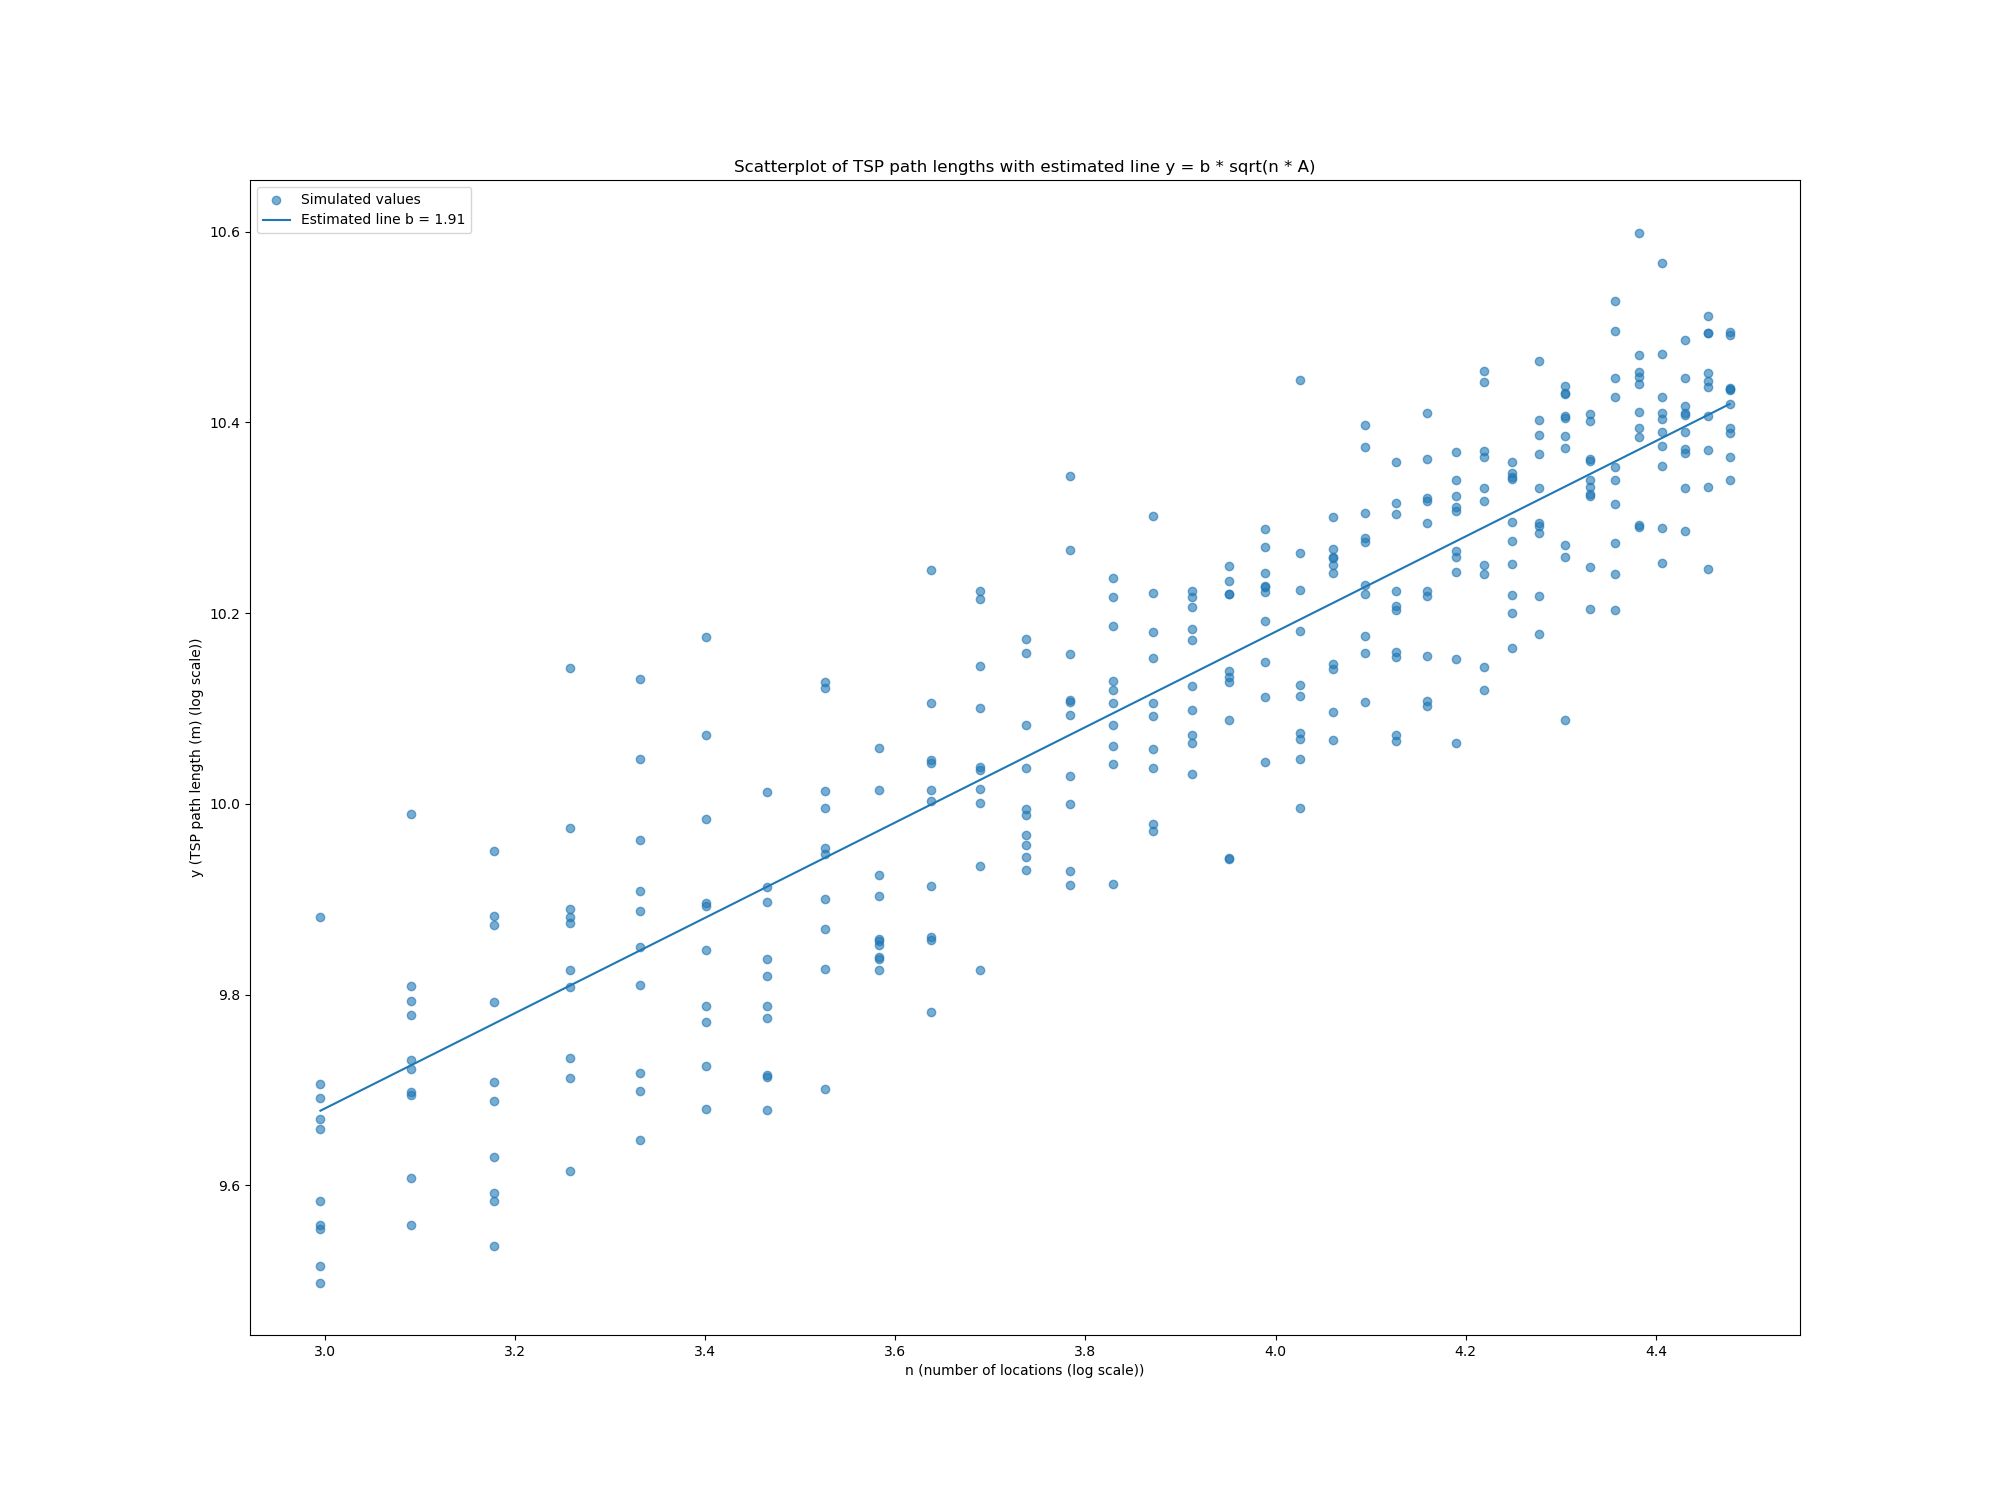 Scatterplot of TSP path lengths with estimated line y = b * sqrt(n * A)
Simulated values
Estimated line b = 1.91
10.6
10.4
10.2
10.0
9.8
9.6
y (TSP path length (m) (log scale))
3.0 3.2 3.4 3.6 3.8 4.0 4.2 4.4
n (number of locations (log scale))